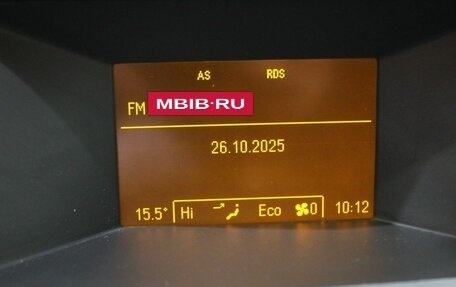 AS RDS
FM MBIB-RU
26.10.2025
15.5° Hi Eco 0 10:12